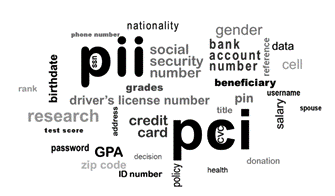 nationality
phone number
gender
pii
ssn
social
security
number
bank
account
number
reference
data
cell
birthdate
rank
grades
beneficiary
driver's license number
title
pin
salary
username
spouse
research
test score
address
credit
card
pci
cvc
password
GPA
zip code
decision
ID number
policy
health
donation